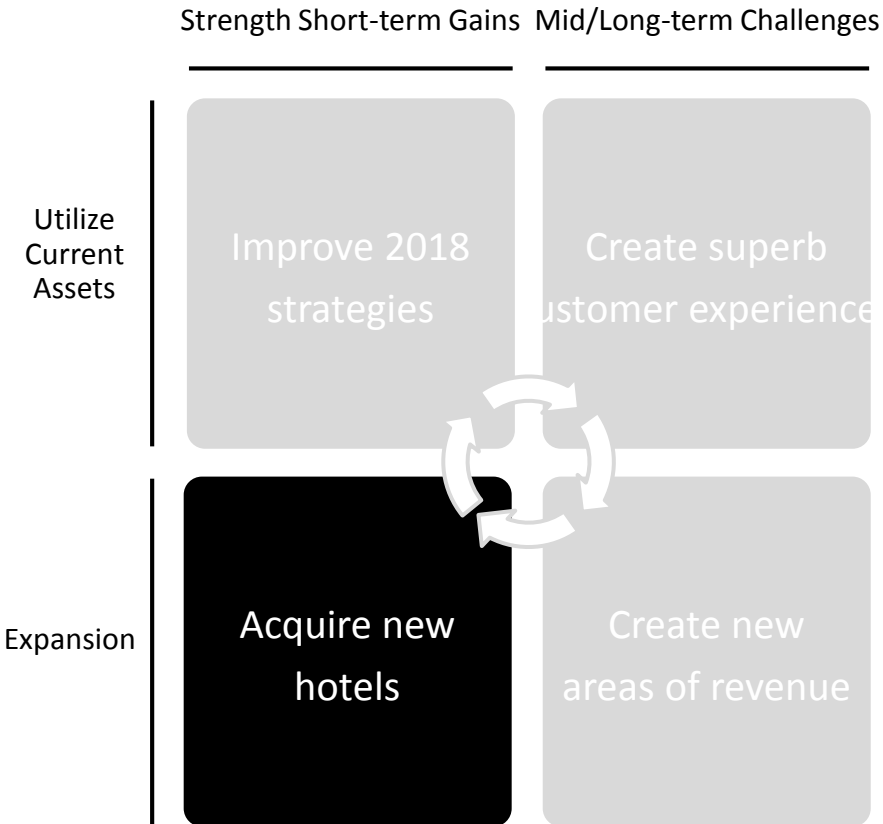 Strength Short-term Gains Mid/Long-term Challenges
Utilize
Current
Assets
Improve 2018
strategies
Create superb
ustomer experience
Expansion
Acquire new
hotels
Create new
areas of revenue